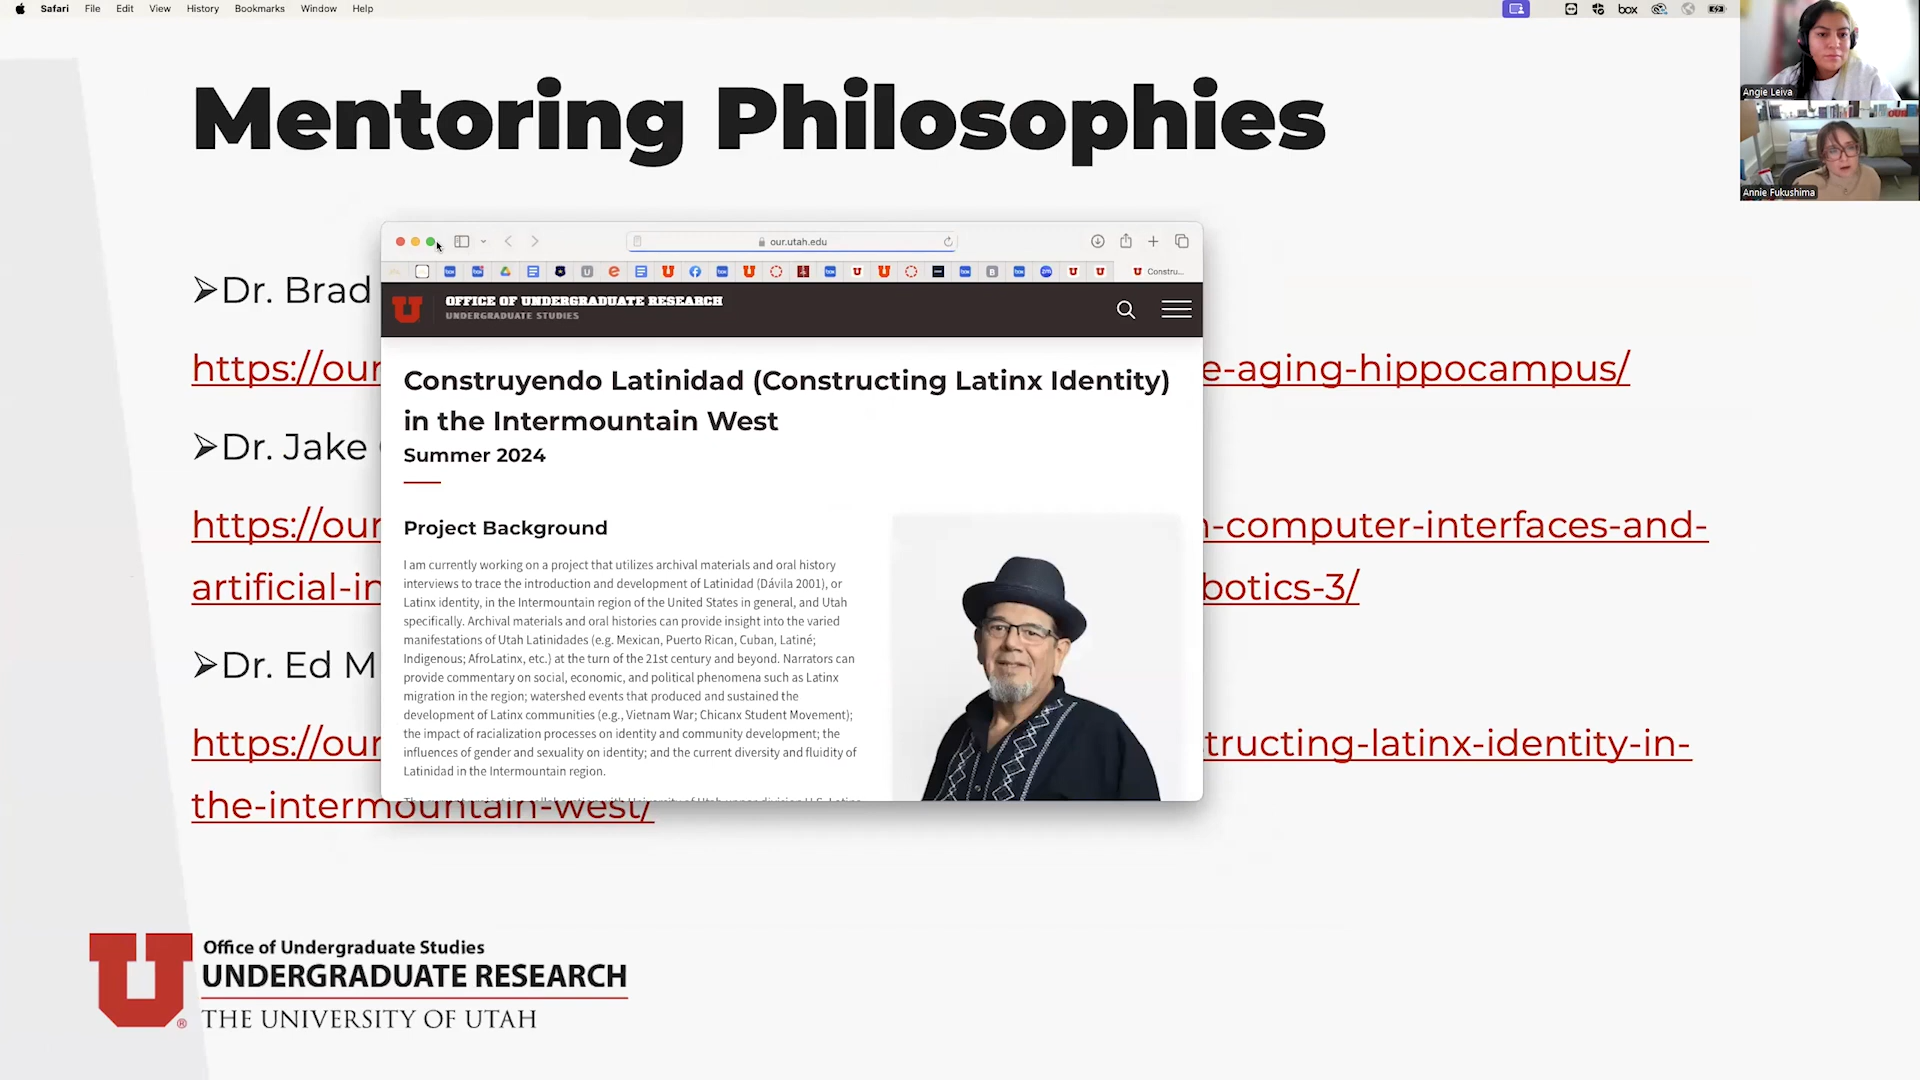 Safari File Edit View History Bookmarks Window Help
box
Angie Leiva
Annie Fukushima
Mentoring Philosophies
➢Dr. Brad
https://our
e-aging-hippocampus/
➢Dr. Jake
https://our
-computer-interfaces-and-
artificial-in
botics-3/
➢Dr. Ed M
https://our
tructing-latinx-identity-in-
the-intermountain-west/
our.utah.edu
Constru...
OFFICE OF UNDERGRADUATE RESEARCH
UNDERGRADUATE STUDIES
Construyendo Latinidad (Constructing Latinx Identity)
in the Intermountain West
Summer 2024
Project Background
I am currently working on a project that utilizes archival materials and oral history
interviews to trace the introduction and development of Latinidad (Dávila 2001), or
Latinx identity, in the Intermountain region of the United States in general, and Utah
specifically. Archival materials and oral histories can provide insight into the varied
manifestations of Utah Latinidades (e.g. Mexican, Puerto Rican, Cuban, Latiné;
Indigenous; AfroLatinx, etc.) at the turn of the 21st century and beyond. Narrators can
provide commentary on social, economic, and political phenomena such as Latinx
migration in the region; watershed events that produced and sustained the
development of Latinx communities (e.g., Vietnam War; Chicanx Student Movement);
the impact of racialization processes on identity and community development; the
influences of gender and sexuality on identity; and the current diversity and fluidity of
Latinidad in the Intermountain region.
U
Office of Undergraduate Studies
UNDERGRADUATE RESEARCH
THE UNIVERSITY OF UTAH